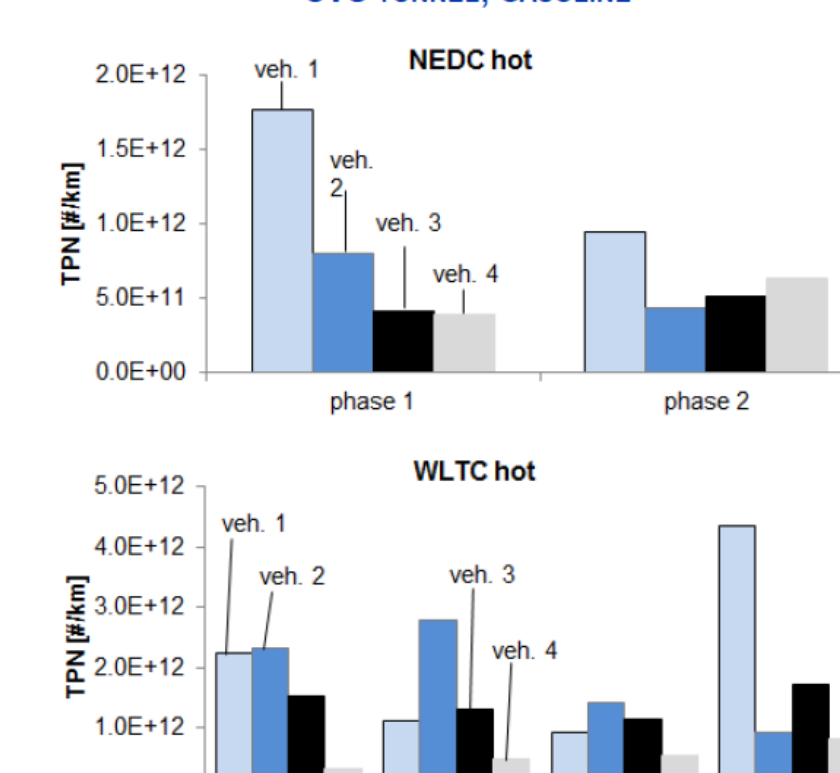 NEDC hot
2.0E+12
veh. 1
1.5E+12
veh.
2
1.0E+12
veh. 3
veh. 4
5.0E+11
0.0E+00
TPN [#/km]
phase 1
phase 2
WLTC hot
5.0E+12
veh. 1
4.0E+12
veh. 2
veh. 3
3.0E+12
veh. 4
2.0E+12
1.0E+12
TPN [#/km]